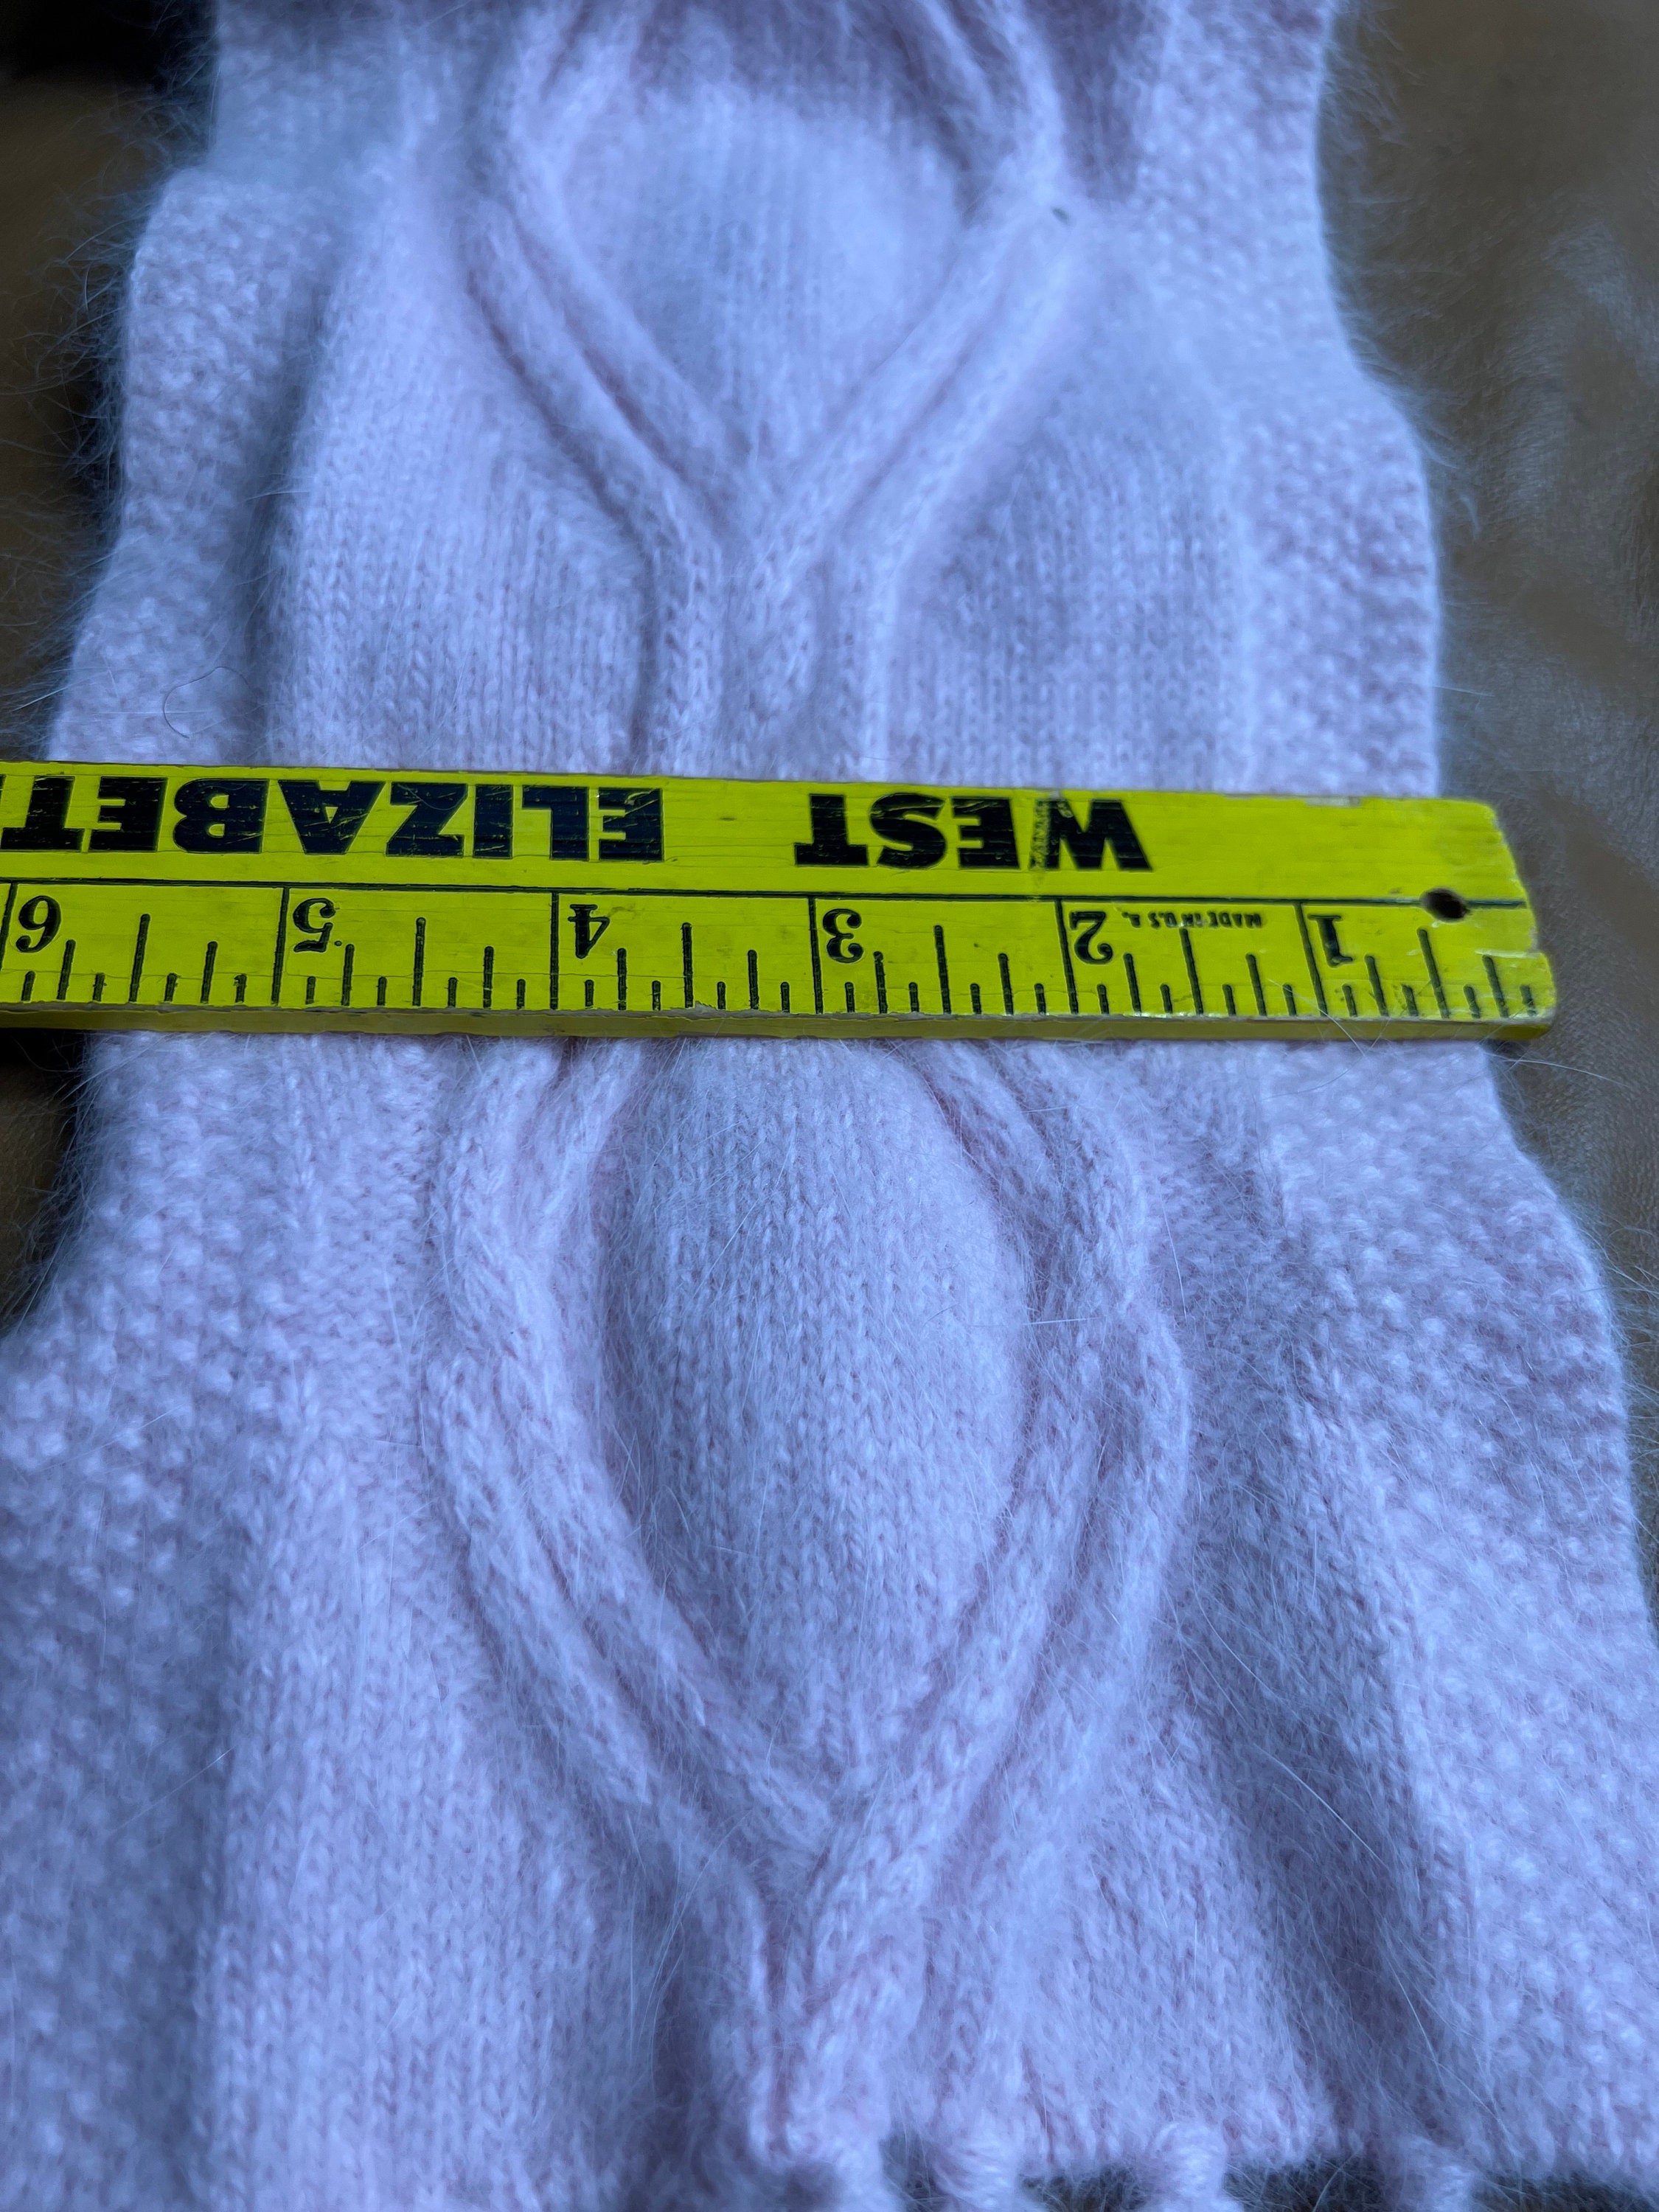 WEST ELIZABET
MADE IN U.S.A.
1 2 3 4 5 6